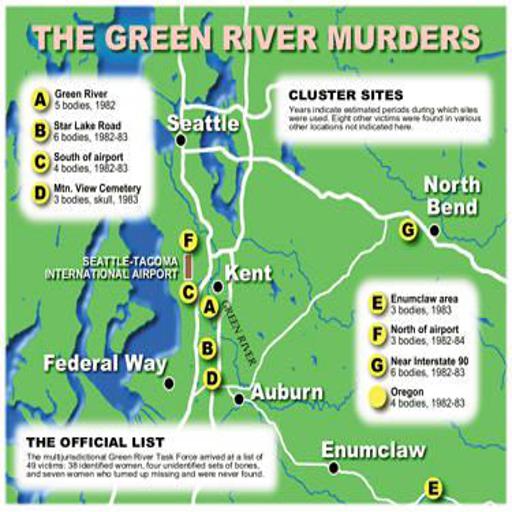 THE GREEN RIVER MURDERS
A
Green River
5 bodies, 1982
B
Star Lake Road
6 bodies, 1982-83
C
South of airport
4 bodies, 1982-83
D
Mtn. View Cemetery
3 bodies, skull, 1983
CLUSTER SITES
Years indicate estimated periods during which sites
were used. Eight other victims were found in various
other locations not indicated here.
Seattle
North
Bend
G
F
SEATTLE-TACOMA
INTERNATIONAL AIRPORT
Kent
C
A
GREEN RIVER
B
D
Federal Way
Auburn
E
Enumclaw area
3 bodies, 1983
F
North of airport
3 bodies, 1982-84
G
Near Interstate 90
6 bodies, 1982-83
Oregon
4 bodies, 1982-83
THE OFFICIAL LIST
The multijurisdictional Green River Task Force arrived at a list of
49 victims: 38 identified women, four unidentified sets of bones,
and seven women who turned up missing and were never found.
Enumclaw
E